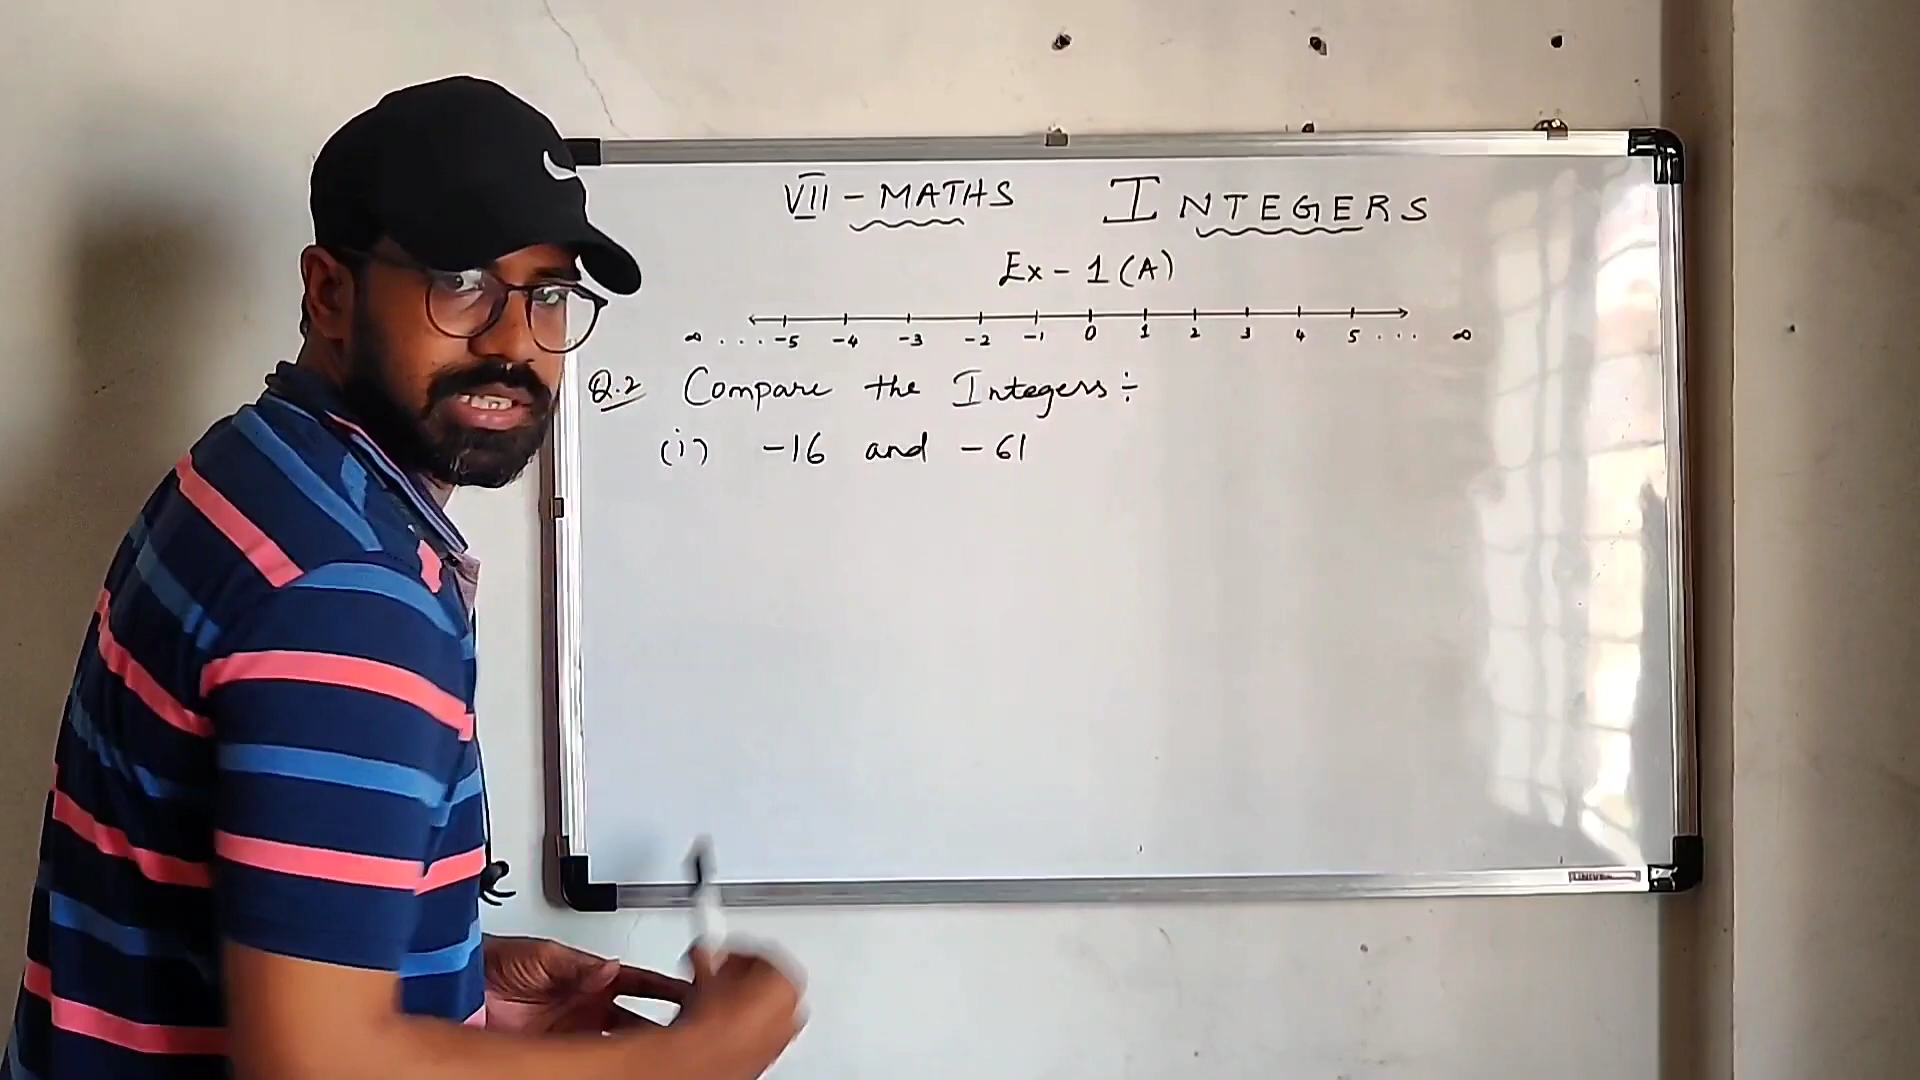 VII - MATHS INTEGERS
Ex - 1 (A)
∞ . . . . -5 -4 -3 -2 -1 0 1 2 3 4 5 . . . ∞
Q.2 Compare the Integers ÷
(i) -16 and -61